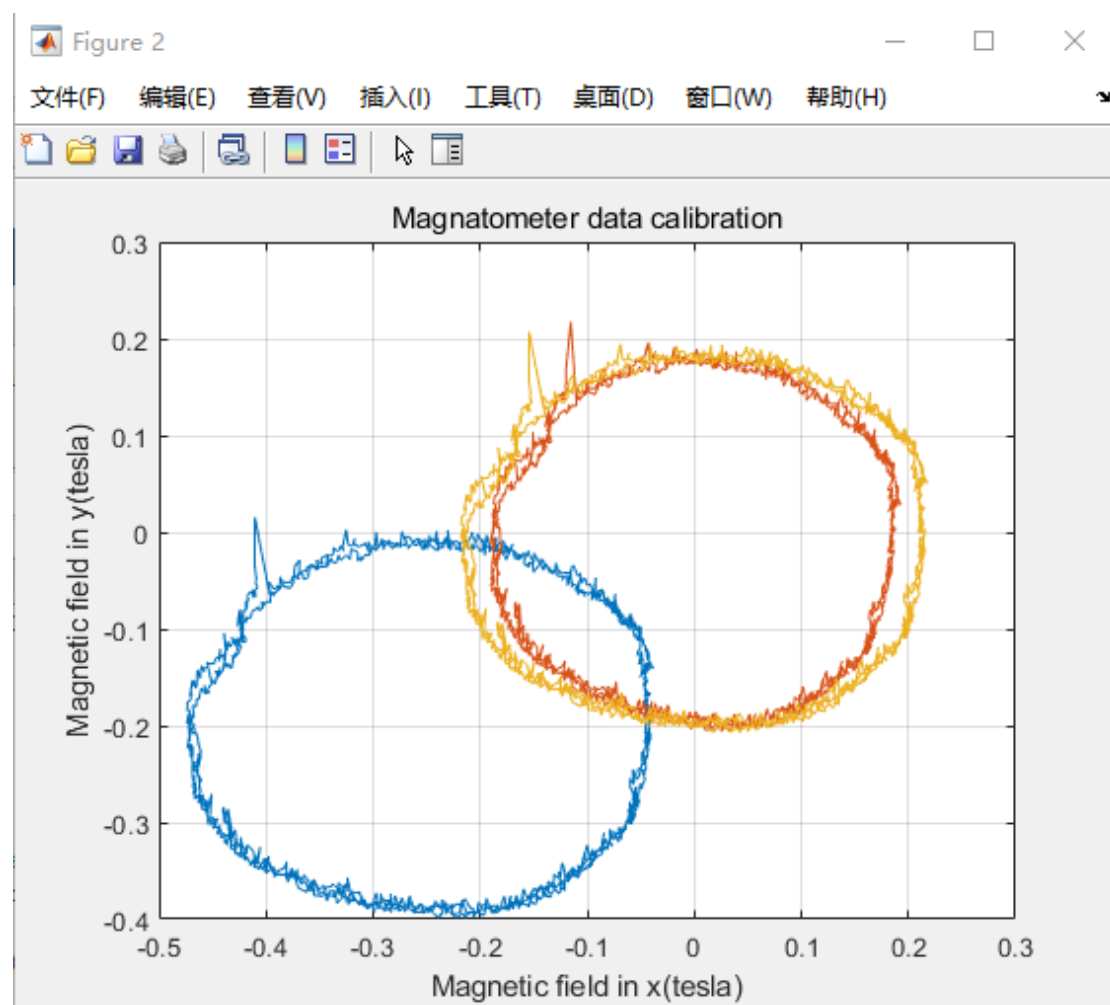 Figure 2
文件(F) 编辑(E) 查看(V) 插入(I) 工具(T) 桌面(D) 窗口(W) 帮助(H)
Magnatometer data calibration
Magnetic field in y(tesla)
0.3
0.2
0.1
0
-0.1
-0.2
-0.3
-0.4
-0.5 -0.4 -0.3 -0.2 -0.1 0 0.1 0.2 0.3
Magnetic field in x(tesla)